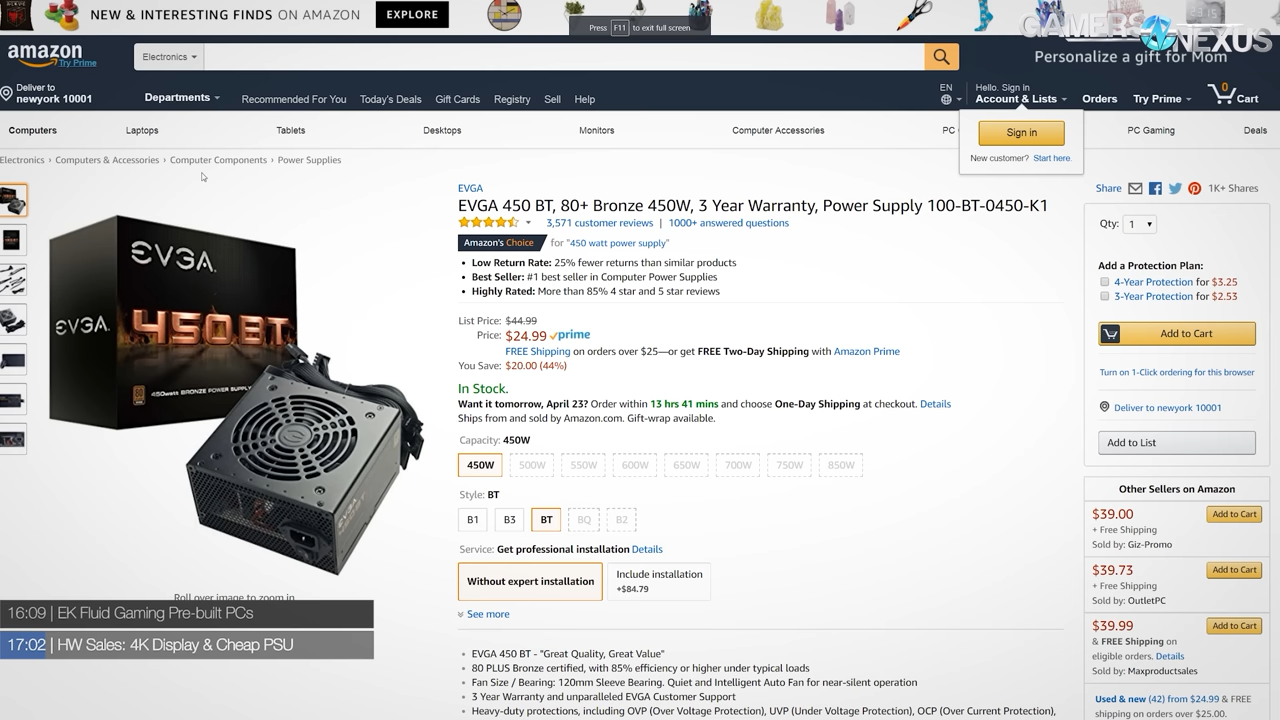 NEW & INTERESTING FINDS ON AMAZON EXPLORE
Press F11 to exit full screen
GAMERS NEXUS
amazon
Try Prime
Electronics
Personalize a gift for Mom
Deliver to
newyork 10001
Departments
Recommended For You Today's Deals Gift Cards Registry Sell Help
EN
Hello. Sign in
Account & Lists
Orders
Try Prime
0
Cart
Computers Laptops Tablets Desktops Monitors Computer Accessories PC PC Gaming Deals
Sign in
New customer? Start here.
Electronics › Computers & Accessories › Computer Components › Power Supplies
EVGA
EVGA 450 BT, 80+ Bronze 450W, 3 Year Warranty, Power Supply 100-BT-0450-K1
3,571 customer reviews | 1000+ answered questions
Amazon's Choice for "450 watt power supply"
• Low Return Rate: 25% fewer returns than similar products
• Best Seller: #1 best seller in Computer Power Supplies
• Highly Rated: More than 85% 4 star and 5 star reviews
List Price: $44.99
Price: $24.99 prime
FREE Shipping on orders over $25—or get FREE Two-Day Shipping with Amazon Prime
You Save: $20.00 (44%)
In Stock.
Want it tomorrow, April 23? Order within 13 hrs 41 mins and choose One-Day Shipping at checkout. Details
Ships from and sold by Amazon.com. Gift-wrap available.
Capacity: 450W
450W 500W 550W 600W 650W 700W 750W 850W
Style: BT
B1 B3 BT BQ B2
Service: Get professional installation Details
Without expert installation
Include installation
+$84.79
See more
• EVGA 450 BT - "Great Quality, Great Value"
• 80 PLUS Bronze certified, with 85% efficiency or higher under typical loads
• Fan Size / Bearing: 120mm Sleeve Bearing. Quiet and Intelligent Auto Fan for near-silent operation
• 3 Year Warranty and unparalleled EVGA Customer Support
• Heavy-duty protections, including OVP (Over Voltage Protection), UVP (Under Voltage Protection), OCP (Over Current Protection),
EVGA
EVGA
450BT
450watt BRONZE POWER SUPPLY
EVGA
Roll over image to zoom in
16:09 | EK Fluid Gaming Pre-built PCs
17:02 | HW Sales: 4K Display & Cheap PSU
Share 1K+ Shares
Qty: 1
Add a Protection Plan:
4-Year Protection for $3.25
3-Year Protection for $2.53
Add to Cart
Turn on 1-Click ordering for this browser
Deliver to newyork 10001
Add to List
Other Sellers on Amazon
$39.00 Add to Cart
+ Free Shipping
Sold by: Giz-Promo
$39.73 Add to Cart
+ Free Shipping
Sold by: OutletPC
$39.99 Add to Cart
& FREE Shipping on
eligible orders. Details
Sold by: Maxproductsales
Used & new (42) from $24.99 & FREE
shipping on orders over $25.00.